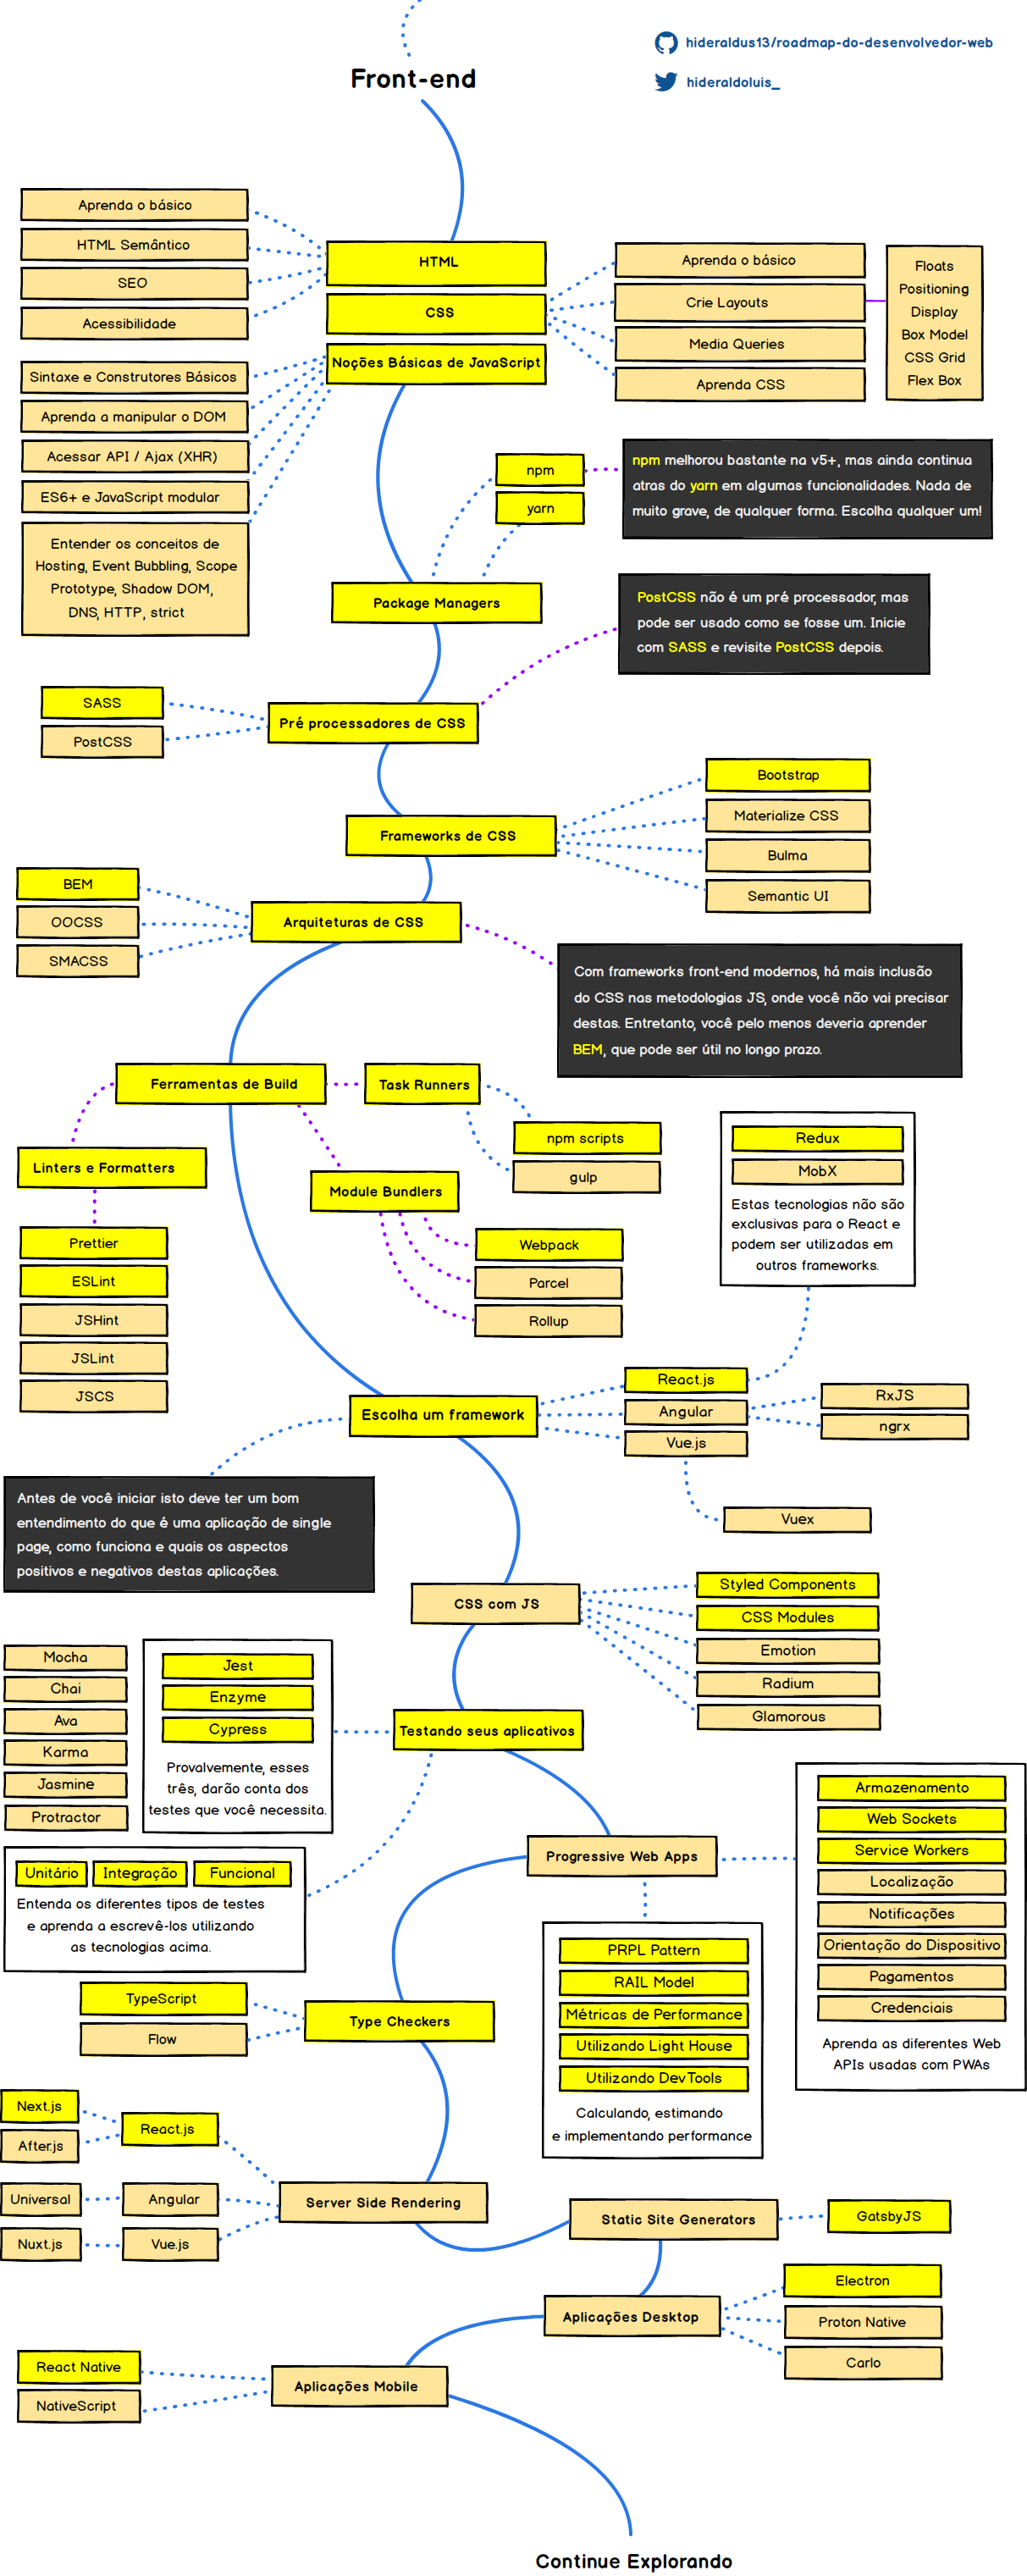 hideraldus13/roadmap-do-desenvolvedor-web
Front-end
hideraldoluis_
Aprenda o básico
HTML Semântico
SEO
Acessibilidade
HTML
CSS
Noções Básicas de JavaScript
Aprenda o básico
Crie Layouts
Media Queries
Aprenda CSS
Floats
Positioning
Display
Box Model
CSS Grid
Flex Box
Sintaxe e Construtores Básicos
Aprenda a manipular o DOM
Acessar API / Ajax (XHR)
ES6+ e JavaScript modular
Entender os conceitos de
Hosting, Event Bubbling, Scope
Prototype, Shadow DOM,
DNS, HTTP, strict
npm
yarn
npm melhorou bastante na v5+, mas ainda continua
atras do yarn em algumas funcionalidades. Nada de
muito grave, de qualquer forma. Escolha qualquer um!
Package Managers
PostCSS não é um pré processador, mas
pode ser usado como se fosse um. Inicie
com SASS e revisite PostCSS depois.
SASS
PostCSS
Pré processadores de CSS
Frameworks de CSS
Bootstrap
Materialize CSS
Bulma
Semantic UI
BEM
OOCSS
SMACSS
Arquiteturas de CSS
Com frameworks front-end modernos, há mais inclusão
do CSS nas metodologias JS, onde você não vai precisar
destas. Entretanto, você pelo menos deveria aprender
BEM, que pode ser útil no longo prazo.
Ferramentas de Build
Task Runners
npm scripts
gulp
Linters e Formatters
Module Bundlers
Prettier
ESLint
JSHint
JSLint
JSCS
Webpack
Parcel
Rollup
Redux
MobX
Estas tecnologias não são
exclusivas para o React e
podem ser utilizadas em
outros frameworks.
Escolha um framework
React.js
Angular
Vue.js
RxJS
ngrx
Vuex
Antes de você iniciar isto deve ter um bom
entendimento do que é uma aplicação de single
page, como funciona e quais os aspectos
positivos e negativos destas aplicações.
CSS com JS
Styled Components
CSS Modules
Emotion
Radium
Glamorous
Mocha
Chai
Ava
Karma
Jasmine
Protractor
Jest
Enzyme
Cypress
Provalvemente, esses
três, darão conta dos
testes que você necessita.
Testando seus aplicativos
Unitário
Integração
Funcional
Entenda os diferentes tipos de testes
e aprenda a escrevê-los utilizando
as tecnologias acima.
Progressive Web Apps
Armazenamento
Web Sockets
Service Workers
Localização
Notificações
Orientação do Dispositivo
Pagamentos
Credenciais
Aprenda as diferentes Web
APIs usadas com PWAs
PRPL Pattern
RAIL Model
Métricas de Performance
Utilizando Light House
Utilizando DevTools
Calculando, estimando
e implementando performance
TypeScript
Flow
Type Checkers
Next.js
After.js
React.js
Universal
Angular
Nuxt.js
Vue.js
Server Side Rendering
Static Site Generators
GatsbyJS
Aplicações Desktop
Electron
Proton Native
Carlo
React Native
NativeScript
Aplicações Mobile
Continue Explorando